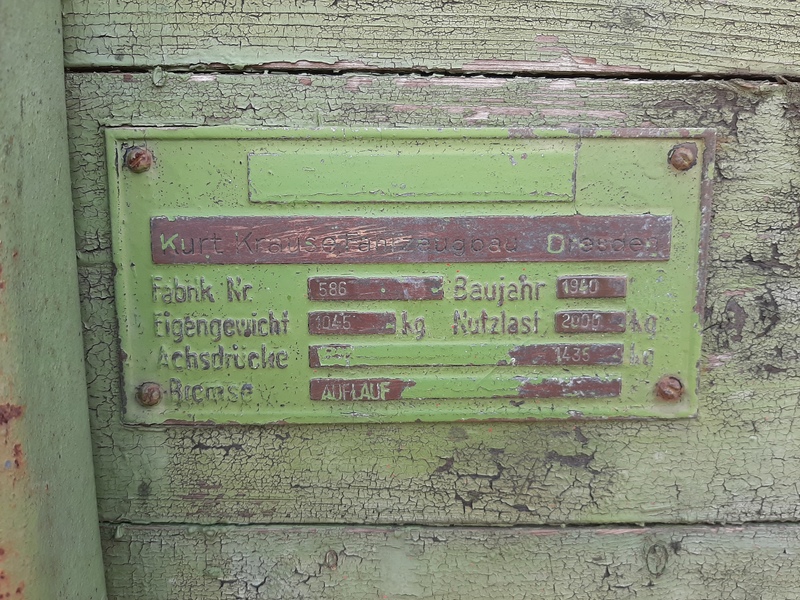 Kurt Krause Fahrzeugbau Dresden
Fabrik Nr. 586 Baujahr 1940
Eigengewicht 1045 kg Nutzlast 2000 kg
Achsdrücke 1436 kg
Bremse AUFLAUF